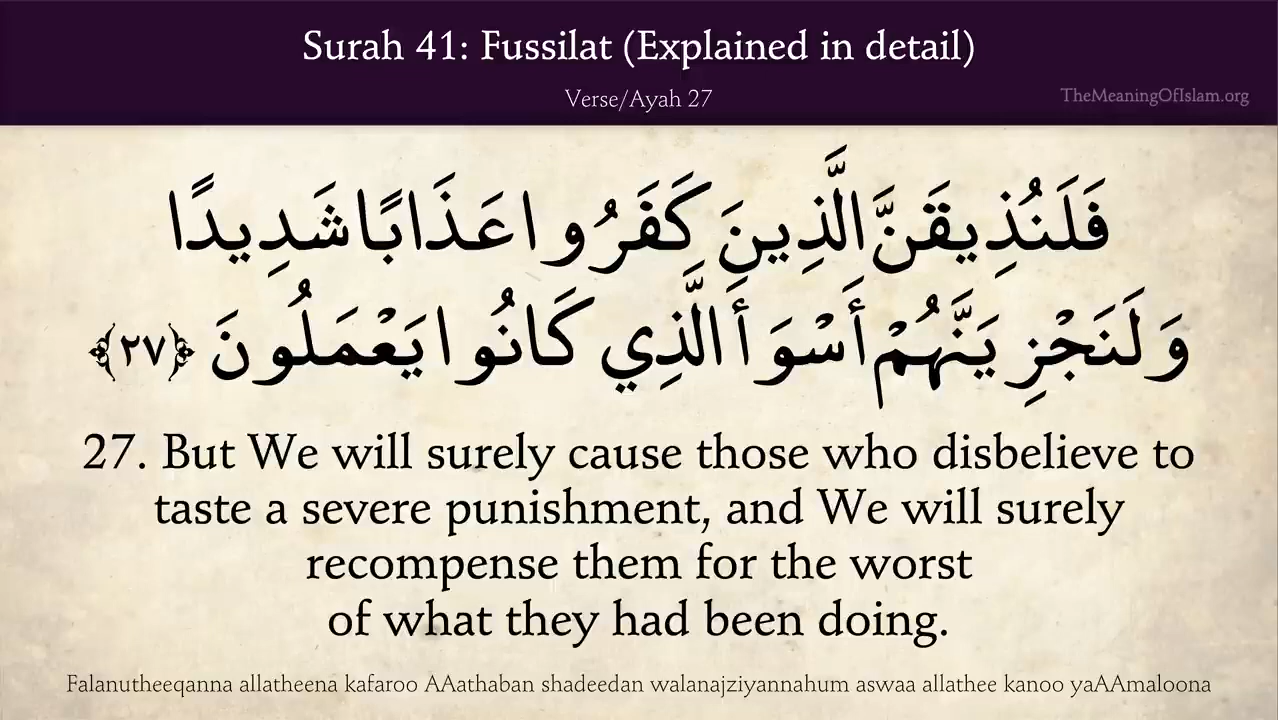 Surah 41: Fussilat (Explained in detail)
Verse/Ayah 27
TheMeaningOfIslam.org
فَلَنُذِيقَنَّ الَّذِينَ كَفَرُوا عَذَابًا شَدِيدًا
وَلَنَجْزِيَنَّهُمْ أَسْوَأَ الَّذِي كَانُوا يَعْمَلُونَ ﴿٢٧﴾
27. But We will surely cause those who disbelieve to
taste a severe punishment, and We will surely
recompense them for the worst
of what they had been doing.
Falanutheeqanna allatheena kafaroo AAathaban shadeedan walanajziyannahum aswaa allathee kanoo yaAAmaloona